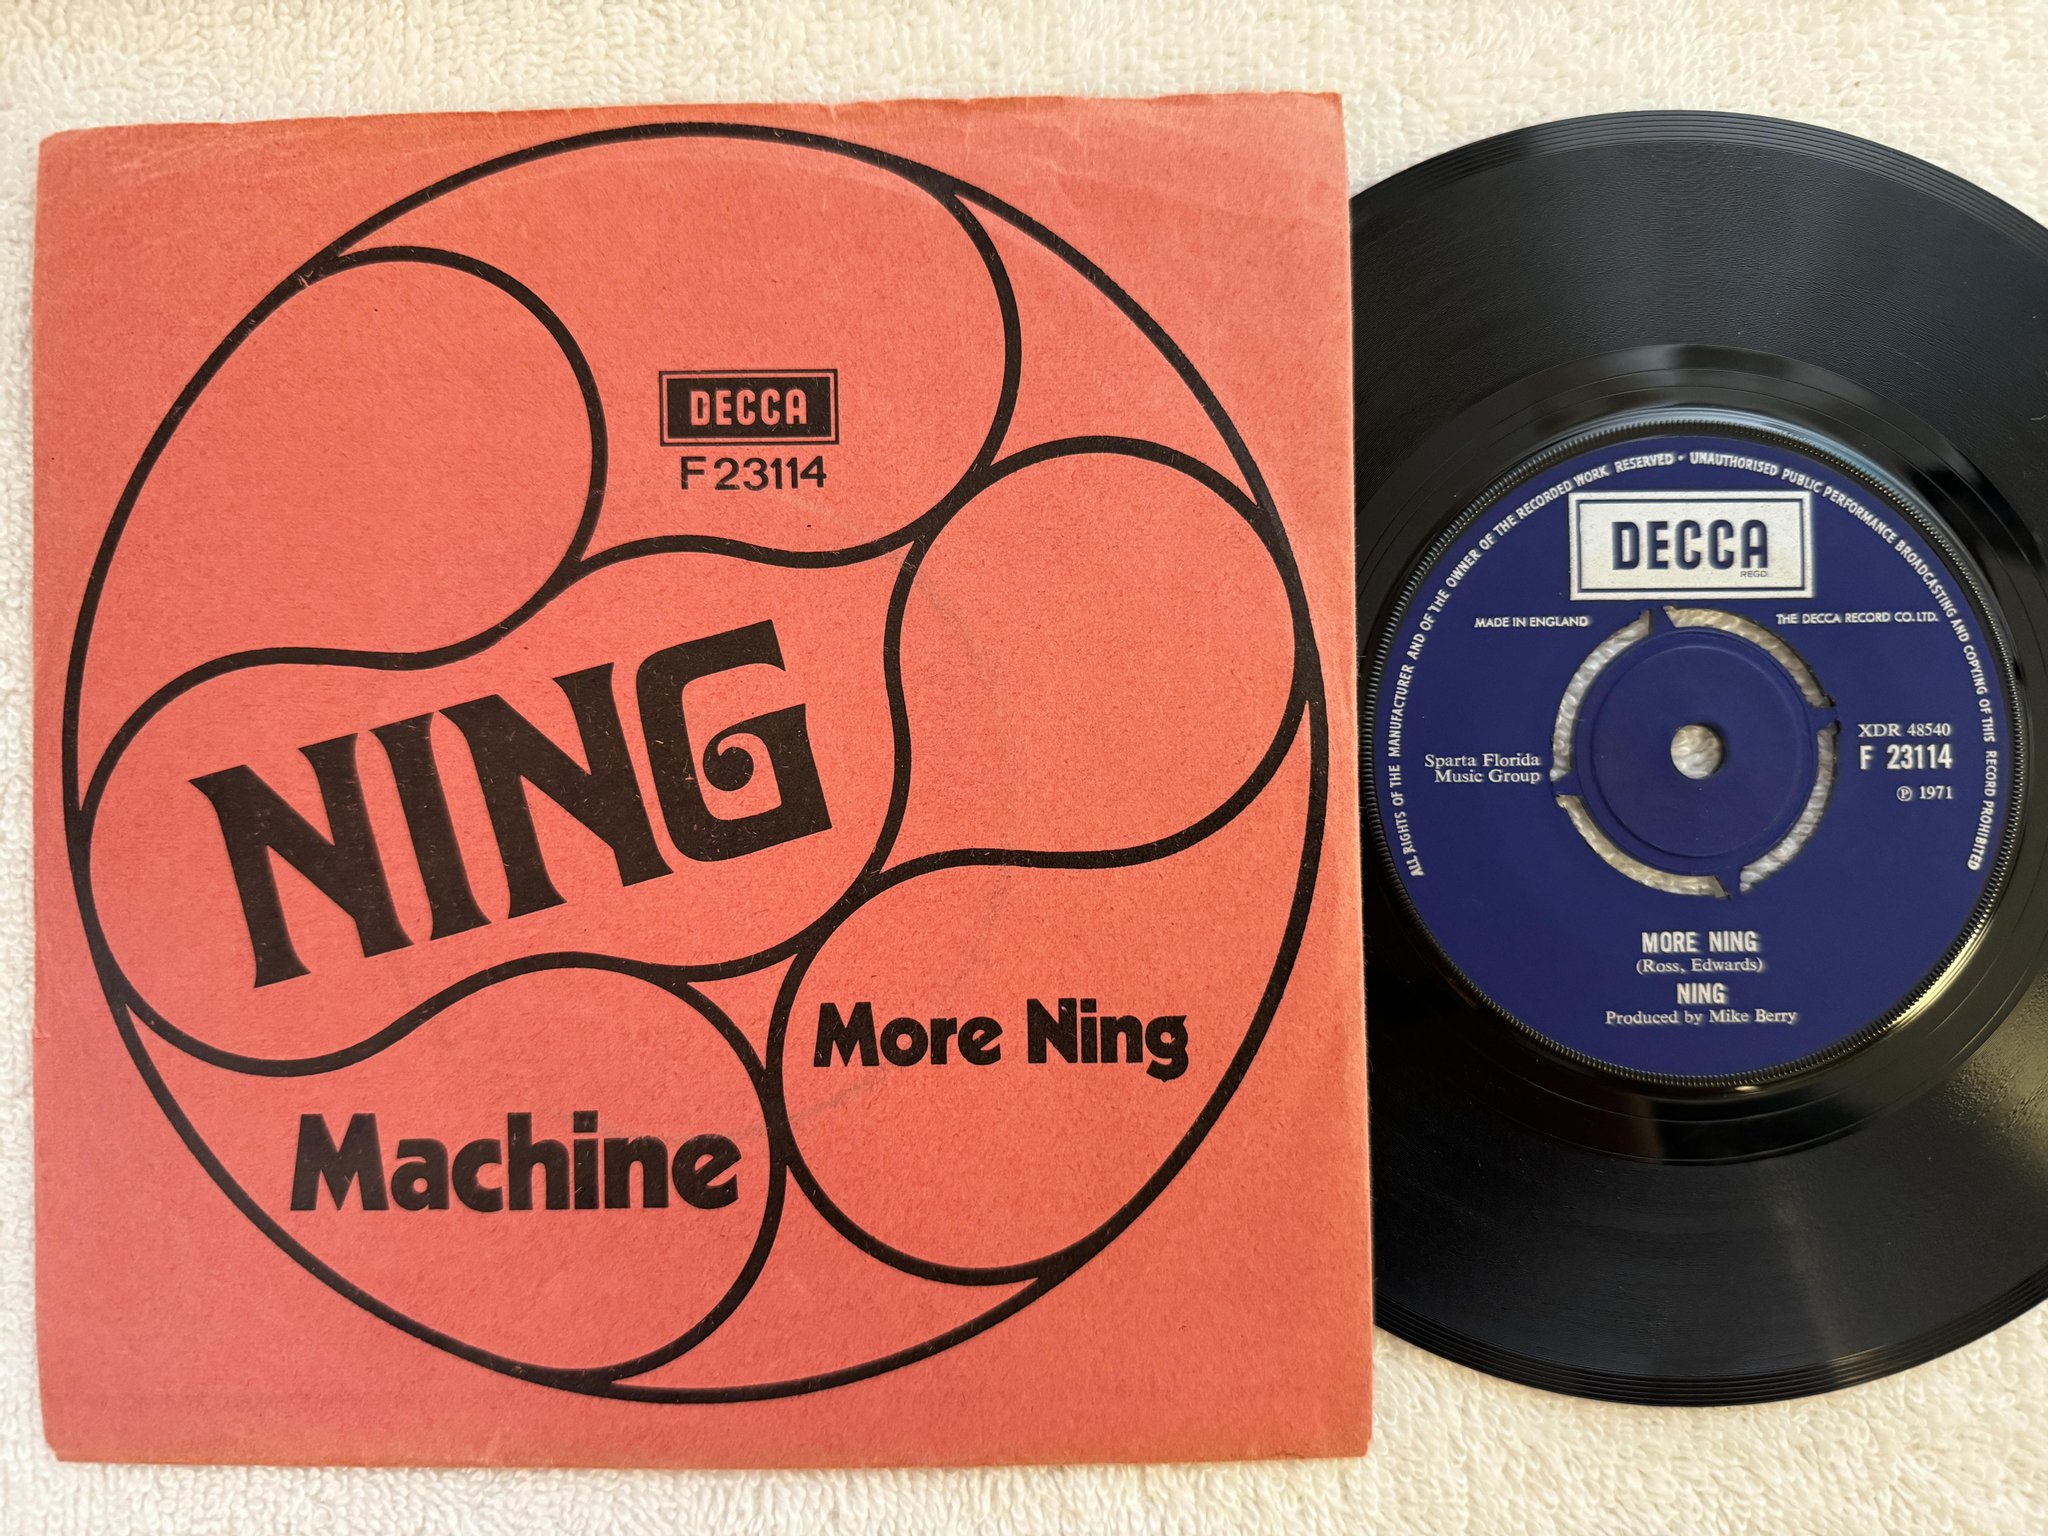 DECCA
F 23114
NING
More Ning
Machine
ALL RIGHTS OF THE MANUFACTURER AND OF THE OWNER OF THE RECORDED WORK RESERVED • UNAUTHORISED PUBLIC PERFORMANCE BROADCASTING AND COPYING OF THIS RECORD PROHIBITED
DECCA
REGD.
MADE IN ENGLAND
THE DECCA RECORD CO. LTD.
Sparta Florida
Music Group
XDR 48540
F 23114
Ⓟ 1971
MORE NING
(Ross, Edwards)
NING
Produced by Mike Berry